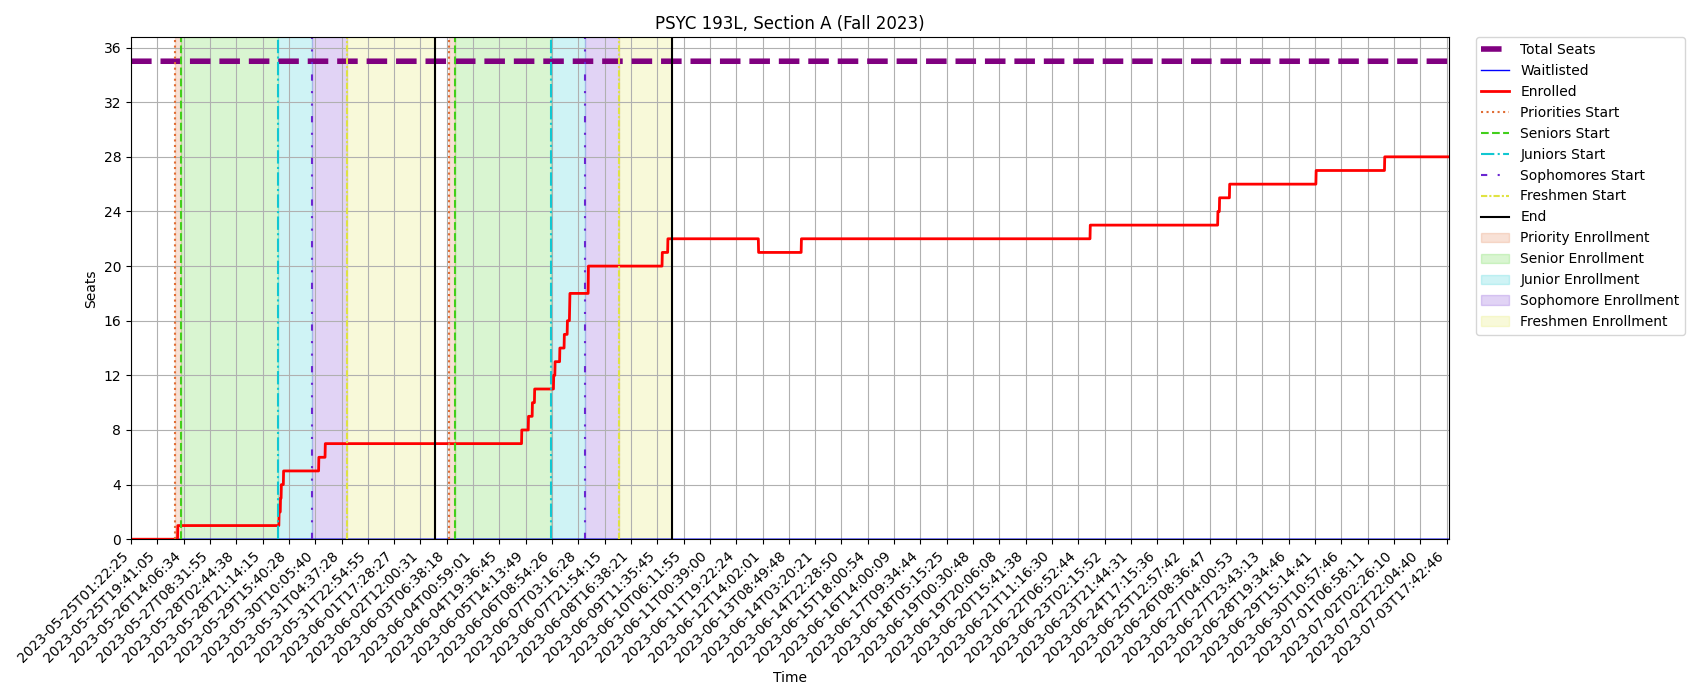 PSYC 193L, Section A (Fall 2023)
Total Seats
Waitlisted
Enrolled
Priorities Start
Seniors Start
Juniors Start
Sophomores Start
Freshmen Start
End
Priority Enrollment
Senior Enrollment
Junior Enrollment
Sophomore Enrollment
Freshmen Enrollment
Seats
36
32
28
24
20
16
12
8
4
0
2023-05-25T01:22:25
2023-05-25T19:41:05
2023-05-26T14:06:34
2023-05-27T08:31:55
2023-05-28T02:44:38
2023-05-28T21:14:15
2023-05-29T15:40:28
2023-05-30T10:05:40
2023-05-31T04:37:28
2023-05-31T22:54:55
2023-06-01T17:28:27
2023-06-02T12:00:31
2023-06-03T06:38:18
2023-06-04T00:59:01
2023-06-04T19:36:45
2023-06-05T14:13:49
2023-06-06T08:54:26
2023-06-07T03:16:28
2023-06-07T21:54:15
2023-06-08T16:38:21
2023-06-09T11:35:45
2023-06-10T06:11:55
2023-06-11T00:39:00
2023-06-11T19:22:24
2023-06-12T14:02:01
2023-06-13T08:49:48
2023-06-14T03:20:21
2023-06-14T22:28:50
2023-06-15T18:00:54
2023-06-16T14:00:09
2023-06-17T09:34:44
2023-06-18T05:15:25
2023-06-19T00:30:48
2023-06-19T20:06:08
2023-06-20T15:41:38
2023-06-21T11:16:30
2023-06-22T06:52:44
2023-06-23T02:15:52
2023-06-23T21:44:31
2023-06-24T17:15:36
2023-06-25T12:57:42
2023-06-26T08:36:47
2023-06-27T04:00:53
2023-06-27T23:43:13
2023-06-28T19:34:46
2023-06-29T15:14:41
2023-06-30T10:57:46
2023-07-01T06:58:11
2023-07-02T02:26:10
2023-07-02T22:04:40
2023-07-03T17:42:46
Time